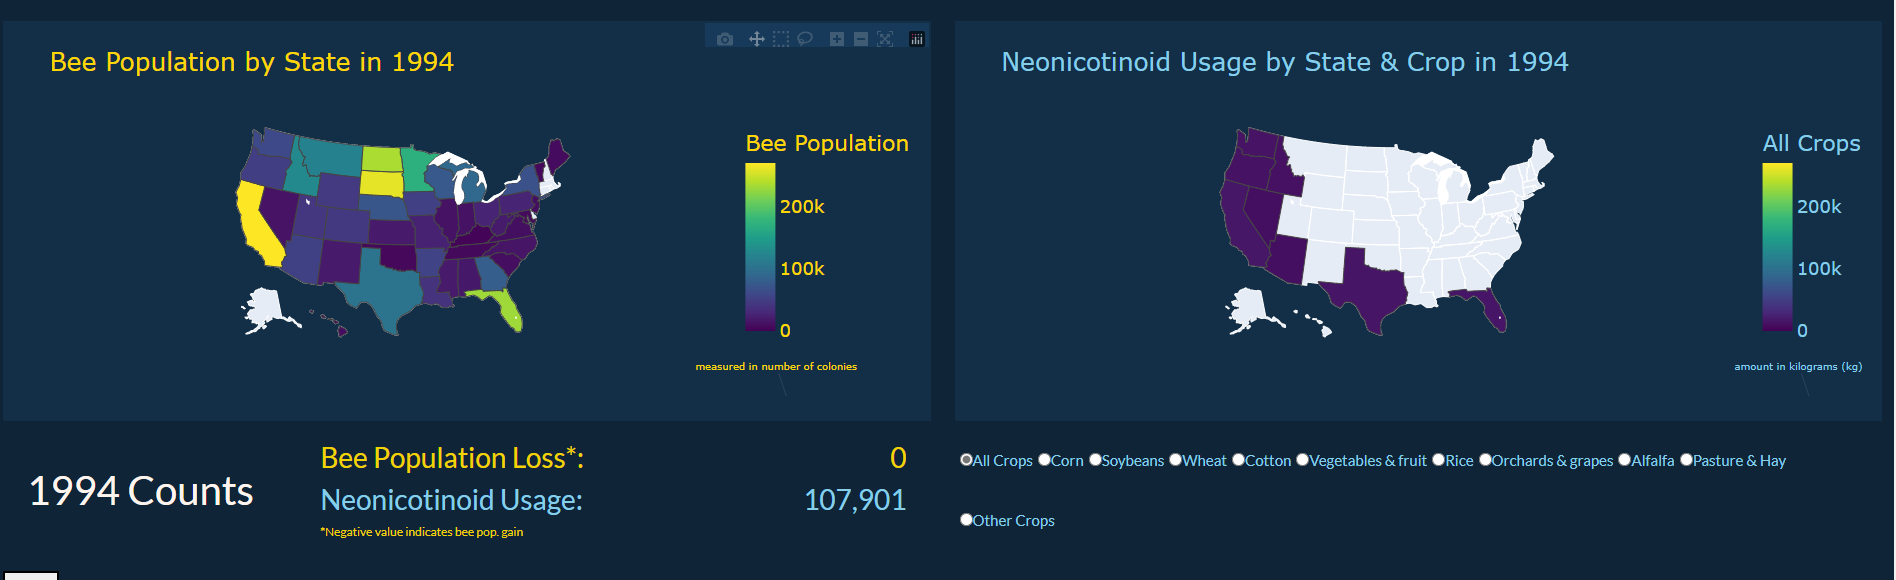 Bee Population by State in 1994
Bee Population
200k
100k
0
measured in number of colonies
Neonicotinoid Usage by State & Crop in 1994
All Crops
200k
100k
0
amount in kilograms (kg)
1994 Counts
Bee Population Loss*: 0
Neonicotinoid Usage: 107,901
*Negative value indicates bee pop. gain
All Crops Corn Soybeans Wheat Cotton Vegetables & fruit Rice Orchards & grapes Alfalfa Pasture & Hay
Other Crops